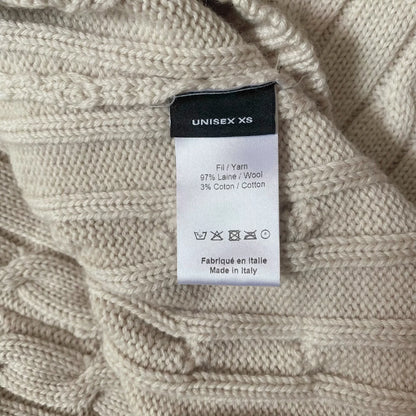 UNISEX XS
Fil / Yarn
97% Laine / Wool
3% Coton / Cotton
Fabriqué en Italie
Made in Italy